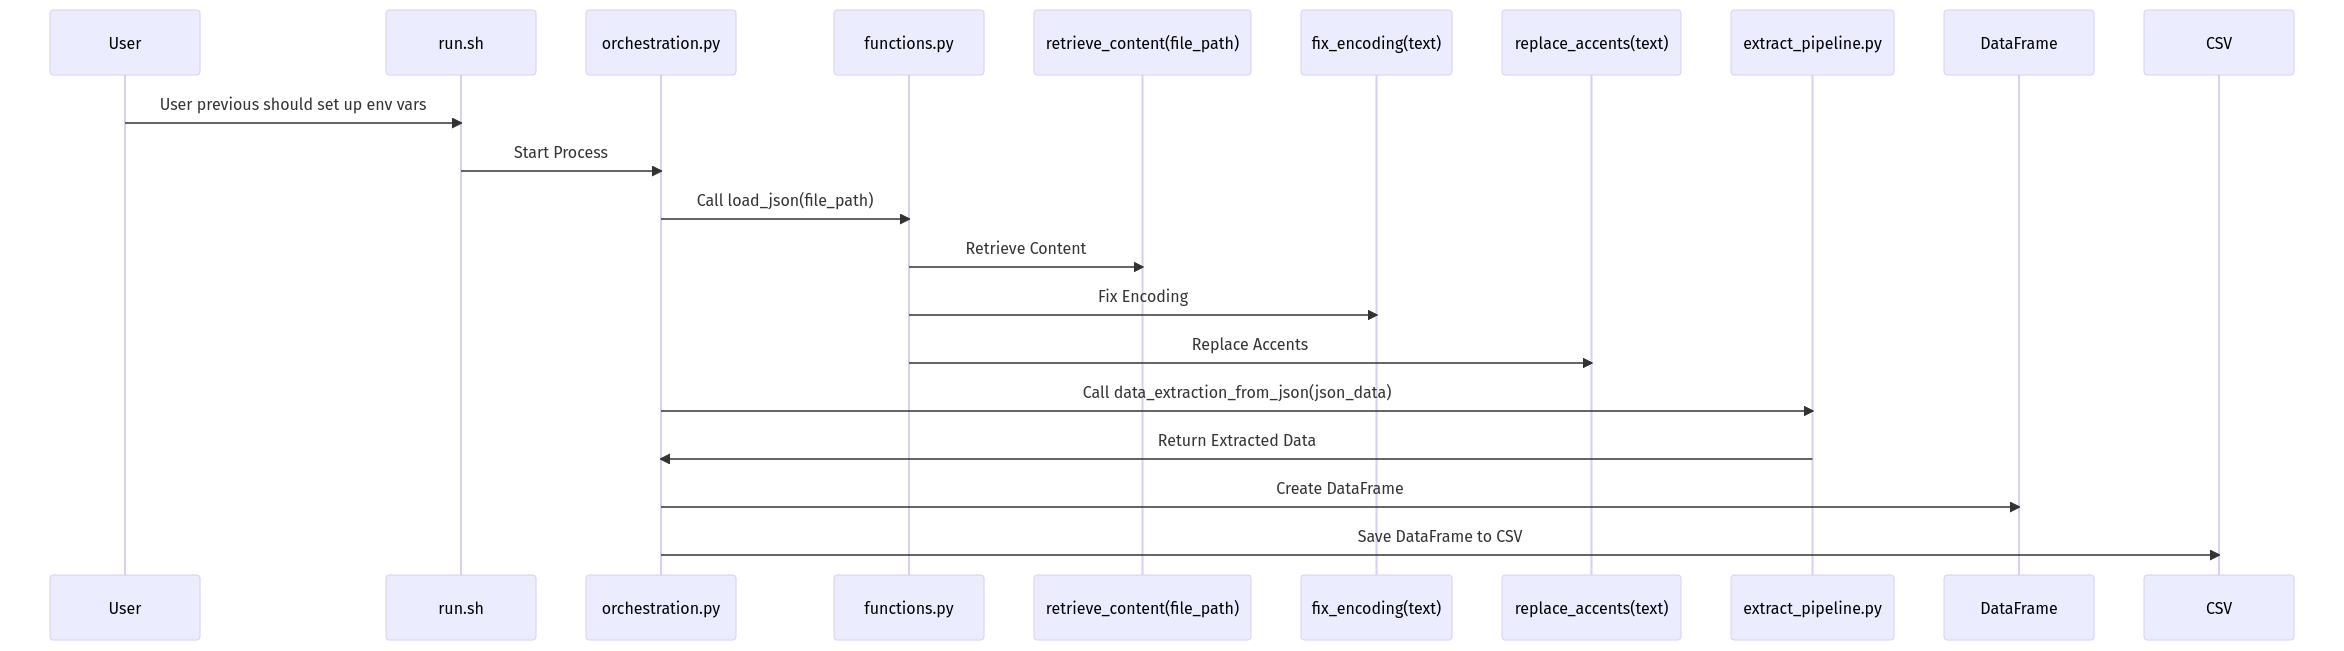 User
run.sh
orchestration.py
functions.py
retrieve_content(file_path)
fix_encoding(text)
replace_accents(text)
extract_pipeline.py
DataFrame
CSV
User previous should set up env vars
Start Process
Call load_json(file_path)
Retrieve Content
Fix Encoding
Replace Accents
Call data_extraction_from_json(json_data)
Return Extracted Data
Create DataFrame
Save DataFrame to CSV
User
run.sh
orchestration.py
functions.py
retrieve_content(file_path)
fix_encoding(text)
replace_accents(text)
extract_pipeline.py
DataFrame
CSV